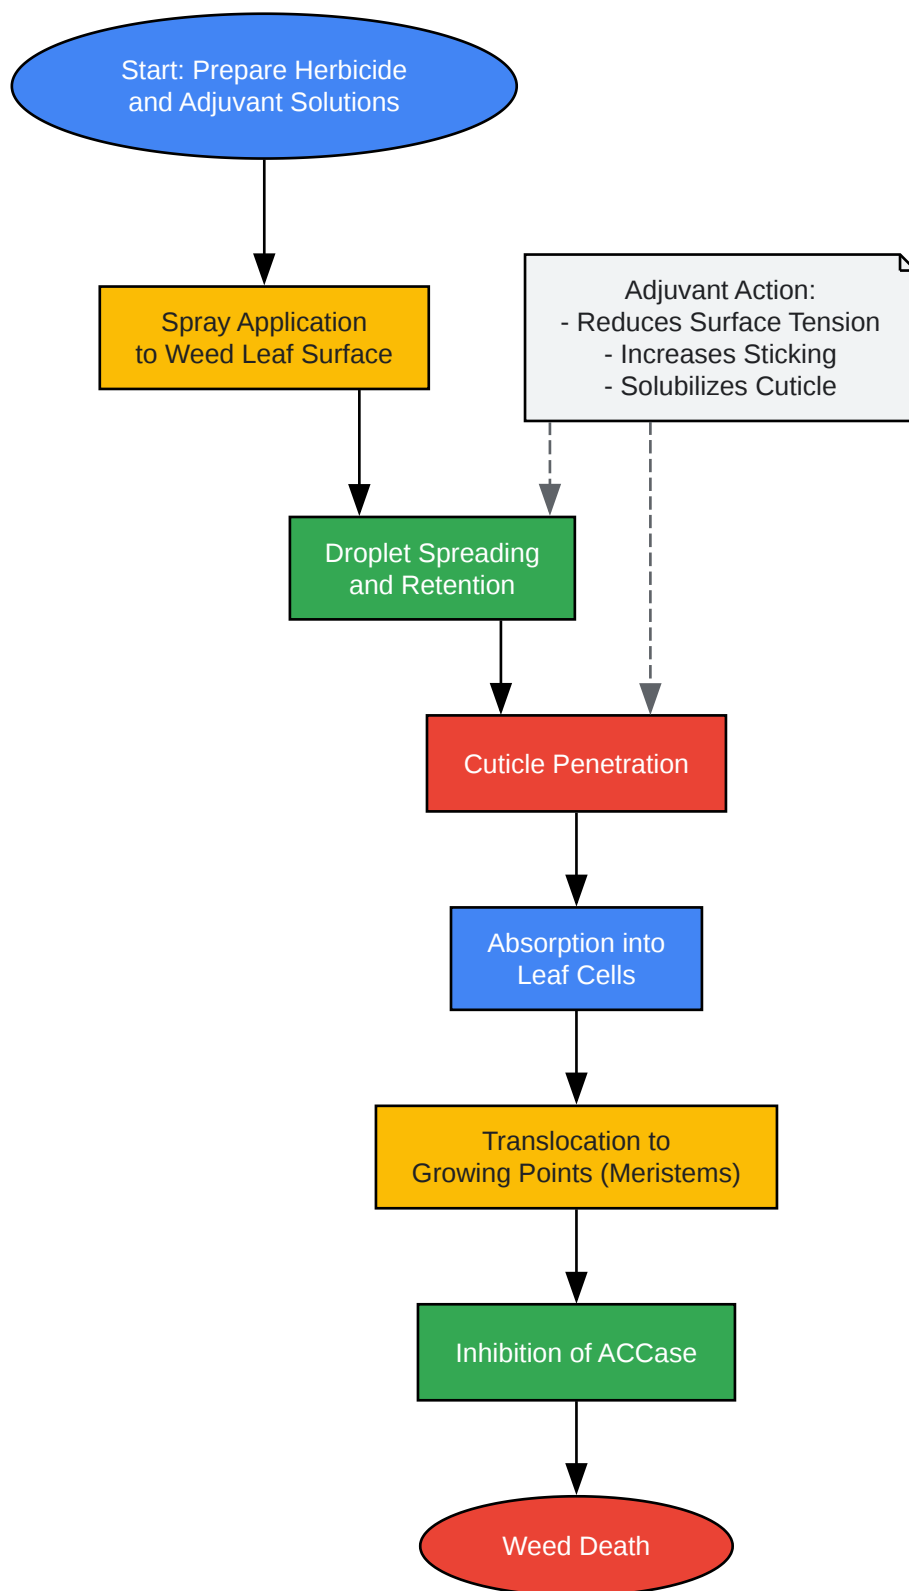 Start: Prepare Herbicide
and Adjuvant Solutions
Spray Application
to Weed Leaf Surface
Adjuvant Action:
- Reduces Surface Tension
- Increases Sticking
- Solubilizes Cuticle
Droplet Spreading
and Retention
Cuticle Penetration
Absorption into
Leaf Cells
Translocation to
Growing Points (Meristems)
Inhibition of ACCase
Weed Death